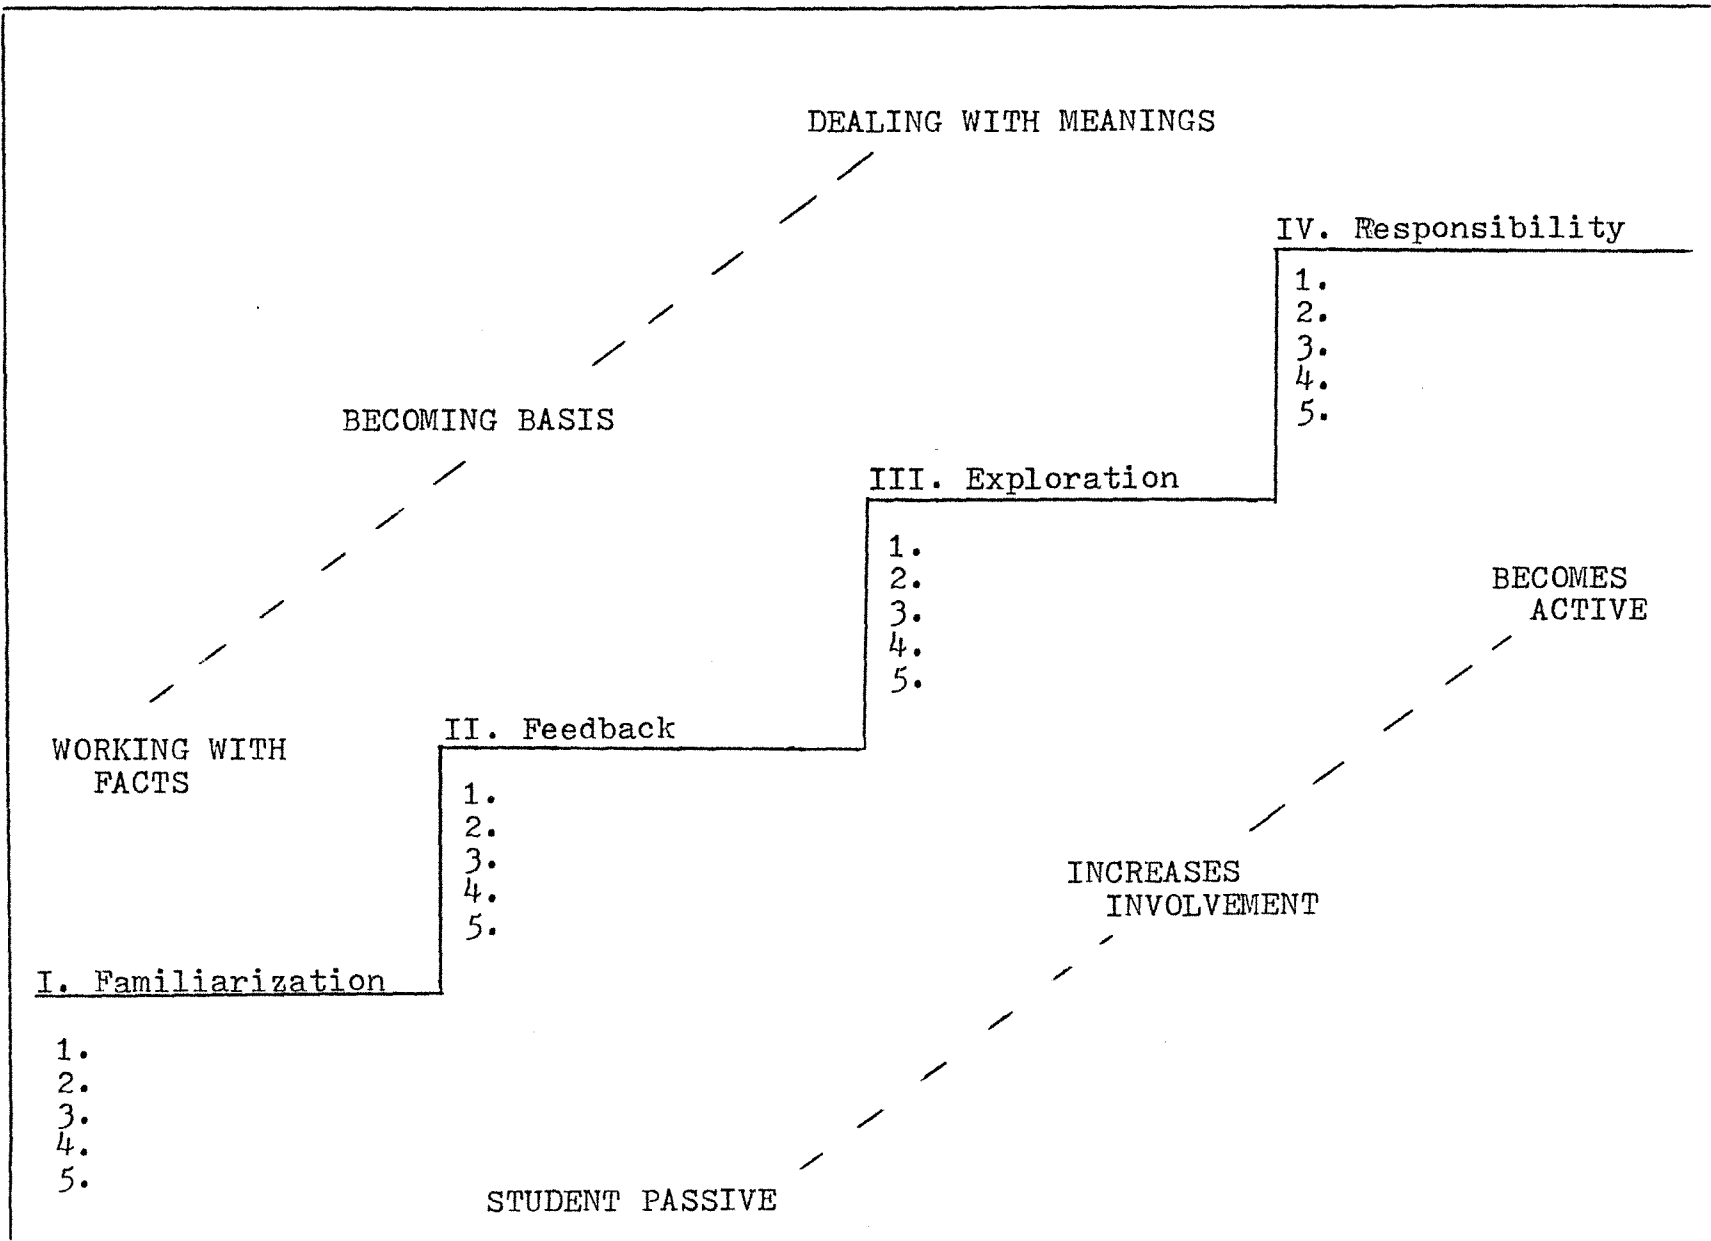 DEALING WITH MEANINGS
IV. Responsibility
1.
2.
3.
4.
5.
BECOMING BASIS
III. Exploration
1.
2.
3.
4.
5.
BECOMES
ACTIVE
WORKING WITH
FACTS
II. Feedback
1.
2.
3.
4.
5.
INCREASES
INVOLVEMENT
I. Familiarization
1.
2.
3.
4.
5.
STUDENT PASSIVE